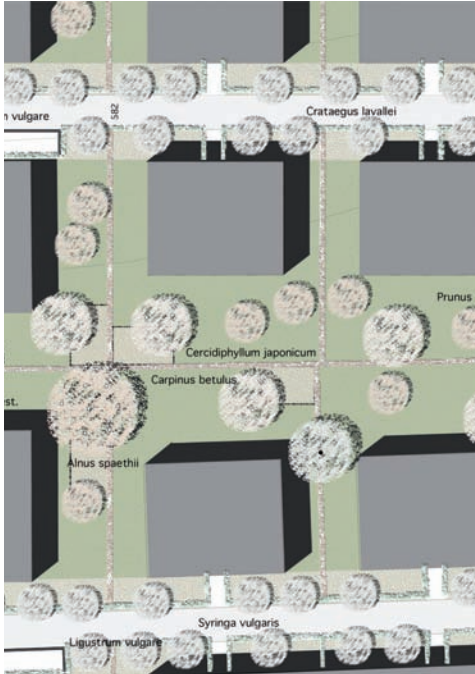 m vulgare
582
Crataegus lavallei
Prunus
Cercidiphyllum japonicum
Carpinus betulus
est.
Alnus spaethii
Syringa vulgaris
Ligustrum vulgare